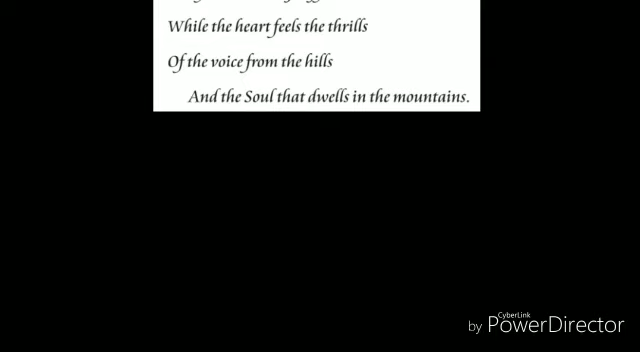 While the heart feels the thrills
Of the voice from the hills
And the Soul that dwells in the mountains.
CyberLink
by PowerDirector